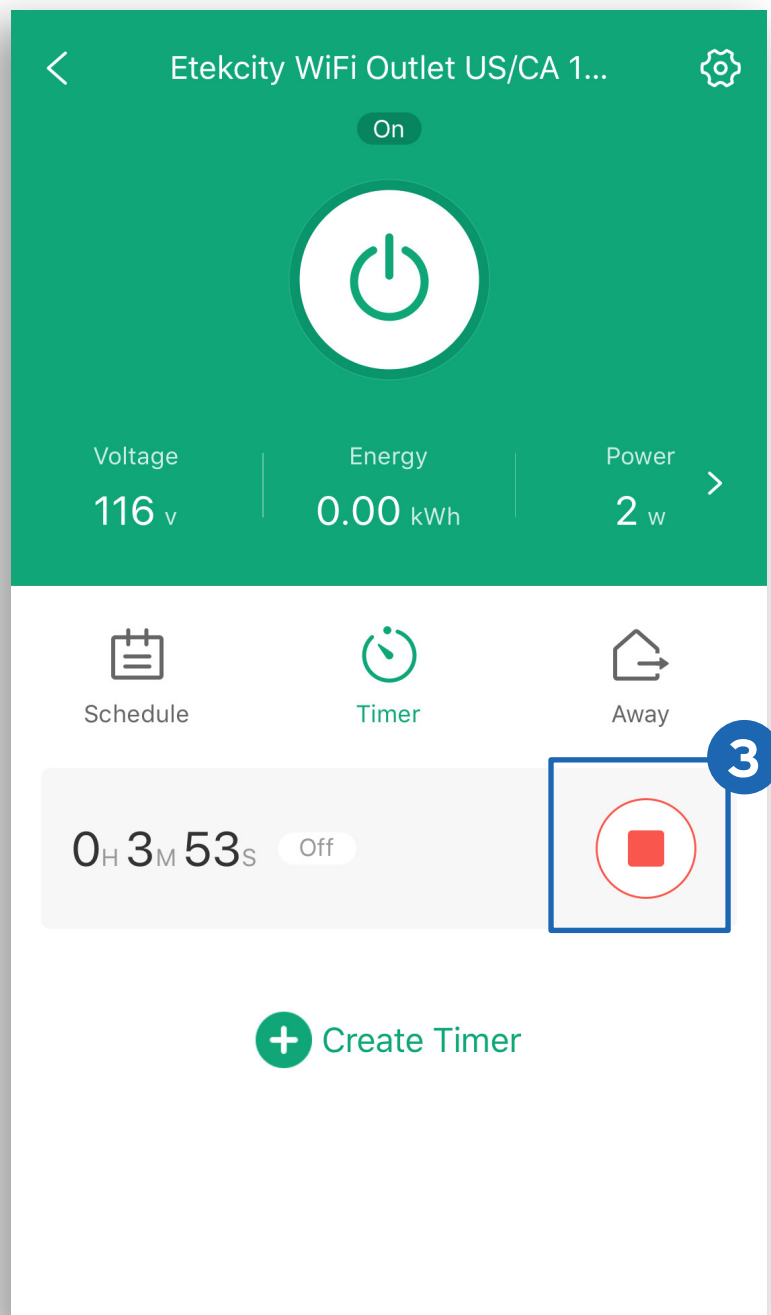 Etekcity WiFi Outlet US/CA 1...
On
Voltage Energy Power
116 v 0.00 kWh 2 w
Schedule Timer Away
3
0H 3M 53S Off
Create Timer